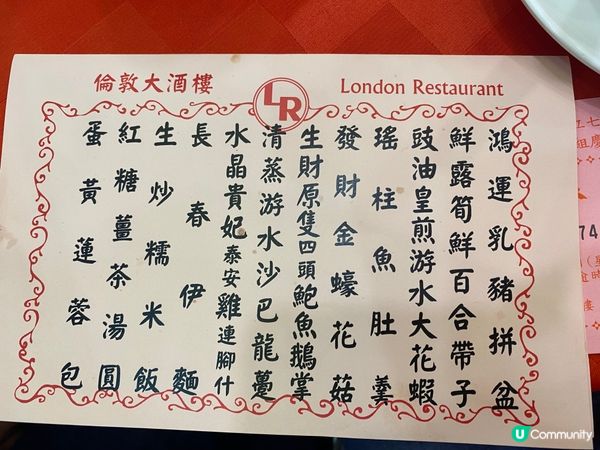 倫敦大酒樓
LR
London Restaurant
鴻運乳豬拼盆
鮮露筍鮮百合帶子
豉油皇煎游水大花蝦
瑤柱魚肚羹
發財金蠔花菇
生財原隻四頭鮑魚鵝掌
清蒸游水沙巴龍躉
水晶貴妃泰安雞連腳什
長春伊麵
生炒糯米飯
紅糖薑茶湯圓
蛋黃蓮蓉包
U Community